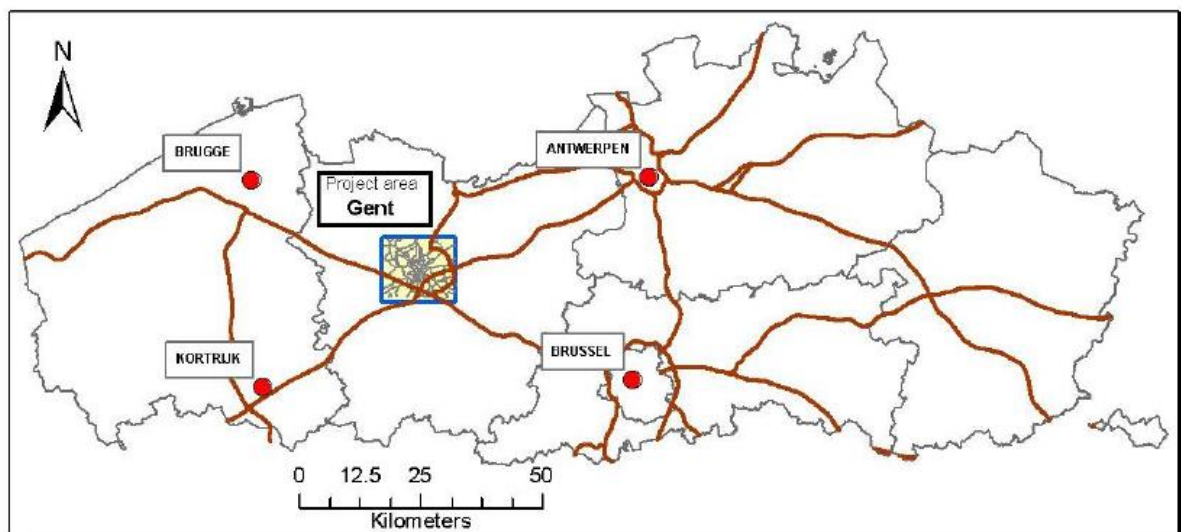 N
BRUGGE
ANTWERPEN
Project area
Gent
KORTRIJK
BRUSSEL
0 12.5 25 50
Kilometers